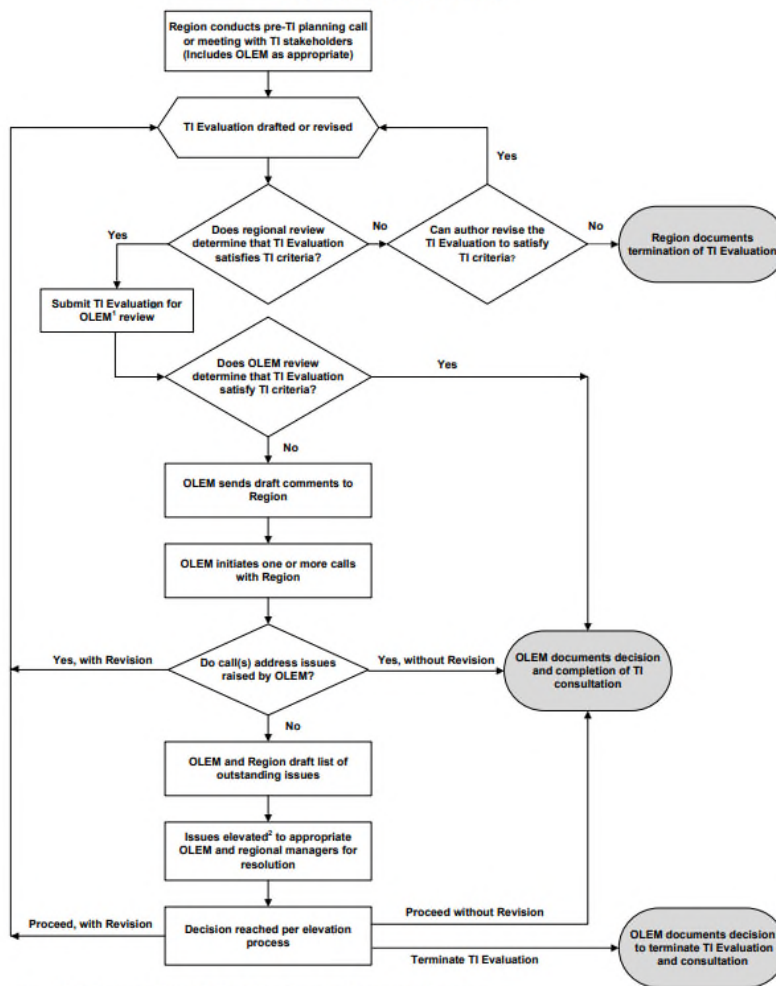 Region conducts pre-TI planning call
or meeting with TI stakeholders
(Includes OLEM as appropriate)
TI Evaluation drafted or revised
Yes
Yes
Does regional review
determine that TI Evaluation
satisfies TI criteria?
No
Can author revise the
TI Evaluation to satisfy
TI criteria?
No
Region documents
termination of TI Evaluation
Submit TI Evaluation for
OLEM¹ review
Does OLEM review
determine that TI Evaluation
satisfy TI criteria?
Yes
No
OLEM sends draft comments to
Region
OLEM initiates one or more calls
with Region
Yes, with Revision
Do call(s) address issues
raised by OLEM?
Yes, without Revision
OLEM documents decision
and completion of TI
consultation
No
OLEM and Region draft list of
outstanding issues
Issues elevated² to appropriate
OLEM and regional managers for
resolution
Proceed, with Revision
Decision reached per elevation
process
Proceed without Revision
Terminate TI Evaluation
OLEM documents decision
to terminate TI Evaluation
and consultation